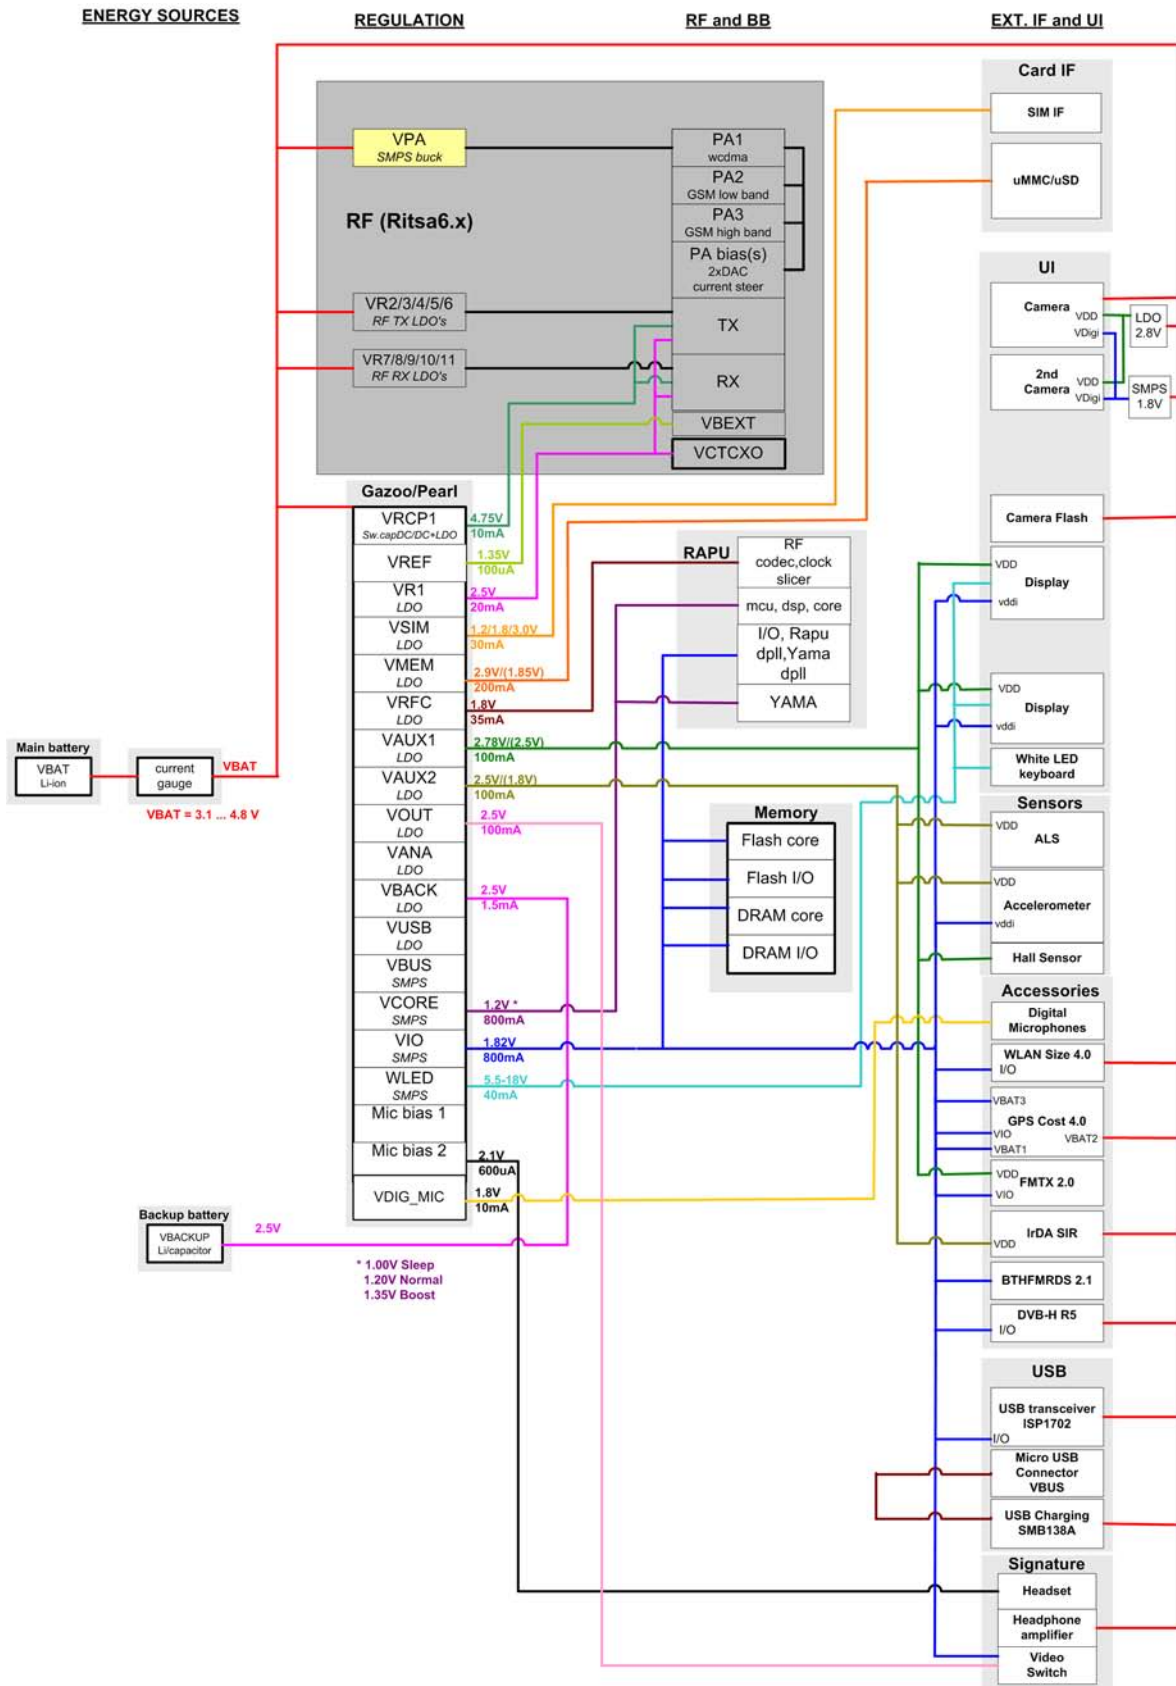 ENERGY SOURCES
REGULATION
RF and BB
EXT. IF and UI
RF (Ritsa6.x)
VPA
SMPS buck
VR2/3/4/5/6
RF TX LDO's
VR7/8/9/10/11
RF RX LDO's
PA1
wcdma
PA2
GSM low band
PA3
GSM high band
PA bias(s)
2xDAC
current steer
TX
RX
VBEXT
VCTCXO
Main battery
VBAT
Li-ion
current
gauge
VBAT
VBAT = 3.1 ... 4.8 V
Backup battery
VBACKUP
Li/capacitor
2.5V
Gazoo/Pearl
VRCP1
Sw.capDC/DC+LDO
4.75V
10mA
VREF
1.35V
100uA
VR1
LDO
2.5V
20mA
VSIM
LDO
1.2/1.8/3.0V
30mA
VMEM
LDO
2.9V/(1.85V)
200mA
VRFC
LDO
1.8V
35mA
VAUX1
LDO
2.78V/(2.5V)
100mA
VAUX2
LDO
2.5V/(1.8V)
100mA
VOUT
LDO
2.5V
100mA
VANA
LDO
VBACK
LDO
2.5V
1.5mA
VUSB
LDO
VBUS
SMPS
VCORE
SMPS
1.2V *
800mA
VIO
SMPS
1.82V
800mA
WLED
SMPS
5.5-18V
40mA
Mic bias 1
Mic bias 2
2.1V
600uA
VDIG_MIC
1.8V
10mA
* 1.00V Sleep
1.20V Normal
1.35V Boost
RAPU
RF
codec,clock
slicer
mcu, dsp, core
I/O, Rapu
dpll,Yama
dpll
YAMA
Memory
Flash core
Flash I/O
DRAM core
DRAM I/O
Card IF
SIM IF
uMMC/uSD
UI
Camera
VDD
VDigi
LDO
2.8V
2nd
Camera
VDD
VDigi
SMPS
1.8V
Camera Flash
VDD
Display
vddi
VDD
Display
vddi
White LED
keyboard
Sensors
VDD
ALS
VDD
Accelerometer
vddi
Hall Sensor
Accessories
Digital
Microphones
WLAN Size 4.0
I/O
VBAT3
GPS Cost 4.0
VIO
VBAT2
VBAT1
VDD
FMTX 2.0
VIO
IrDA SIR
VDD
BTHFMRDS 2.1
DVB-H R5
I/O
USB
USB transceiver
ISP1702
I/O
Micro USB
Connector
VBUS
USB Charging
SMB138A
Signature
Headset
Headphone
amplifier
Video
Switch